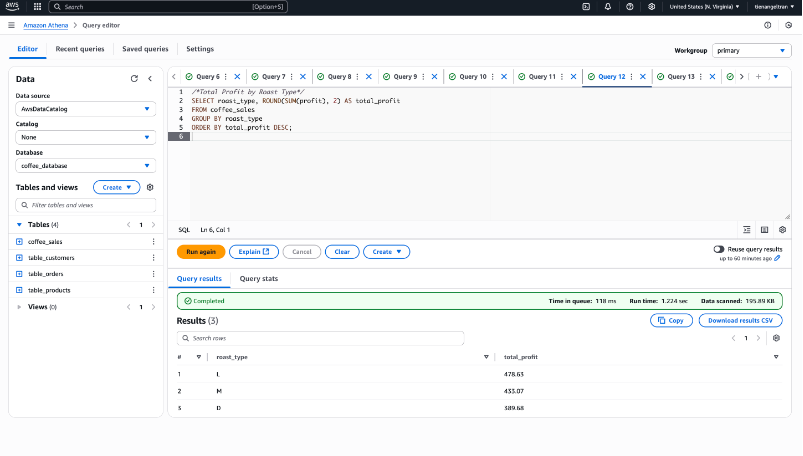 aws
Search
[Option+S]
United States (N. Virginia)
tienangeltran
Amazon Athena
Query editor
Editor
Recent queries
Saved queries
Settings
Workgroup
primary
Data
Data source
AwsDataCatalog
Catalog
None
Database
coffee_database
Tables and views
Create
Filter tables and views
Tables (4)
1
coffee_sales
table_customers
table_orders
table_products
Views (0)
1
Query 6
Query 7
Query 8
Query 9
Query 10
Query 11
Query 12
Query 13
1 /*Total Profit by Roast Type*/
2 SELECT roast_type, ROUND(SUM(profit), 2) AS total_profit
3 FROM coffee_sales
4 GROUP BY roast_type
5 ORDER BY total_profit DESC;
6
SQL
Ln 6, Col 1
Run again
Explain
Cancel
Clear
Create
Reuse query results
up to 60 minutes ago
Query results
Query stats
Completed
Time in queue: 118 ms
Run time: 1.224 sec
Data scanned: 195.89 KB
Results (3)
Copy
Download results CSV
Search rows
1
# roast_type total_profit
1 L 478.63
2 M 433.07
3 D 389.68